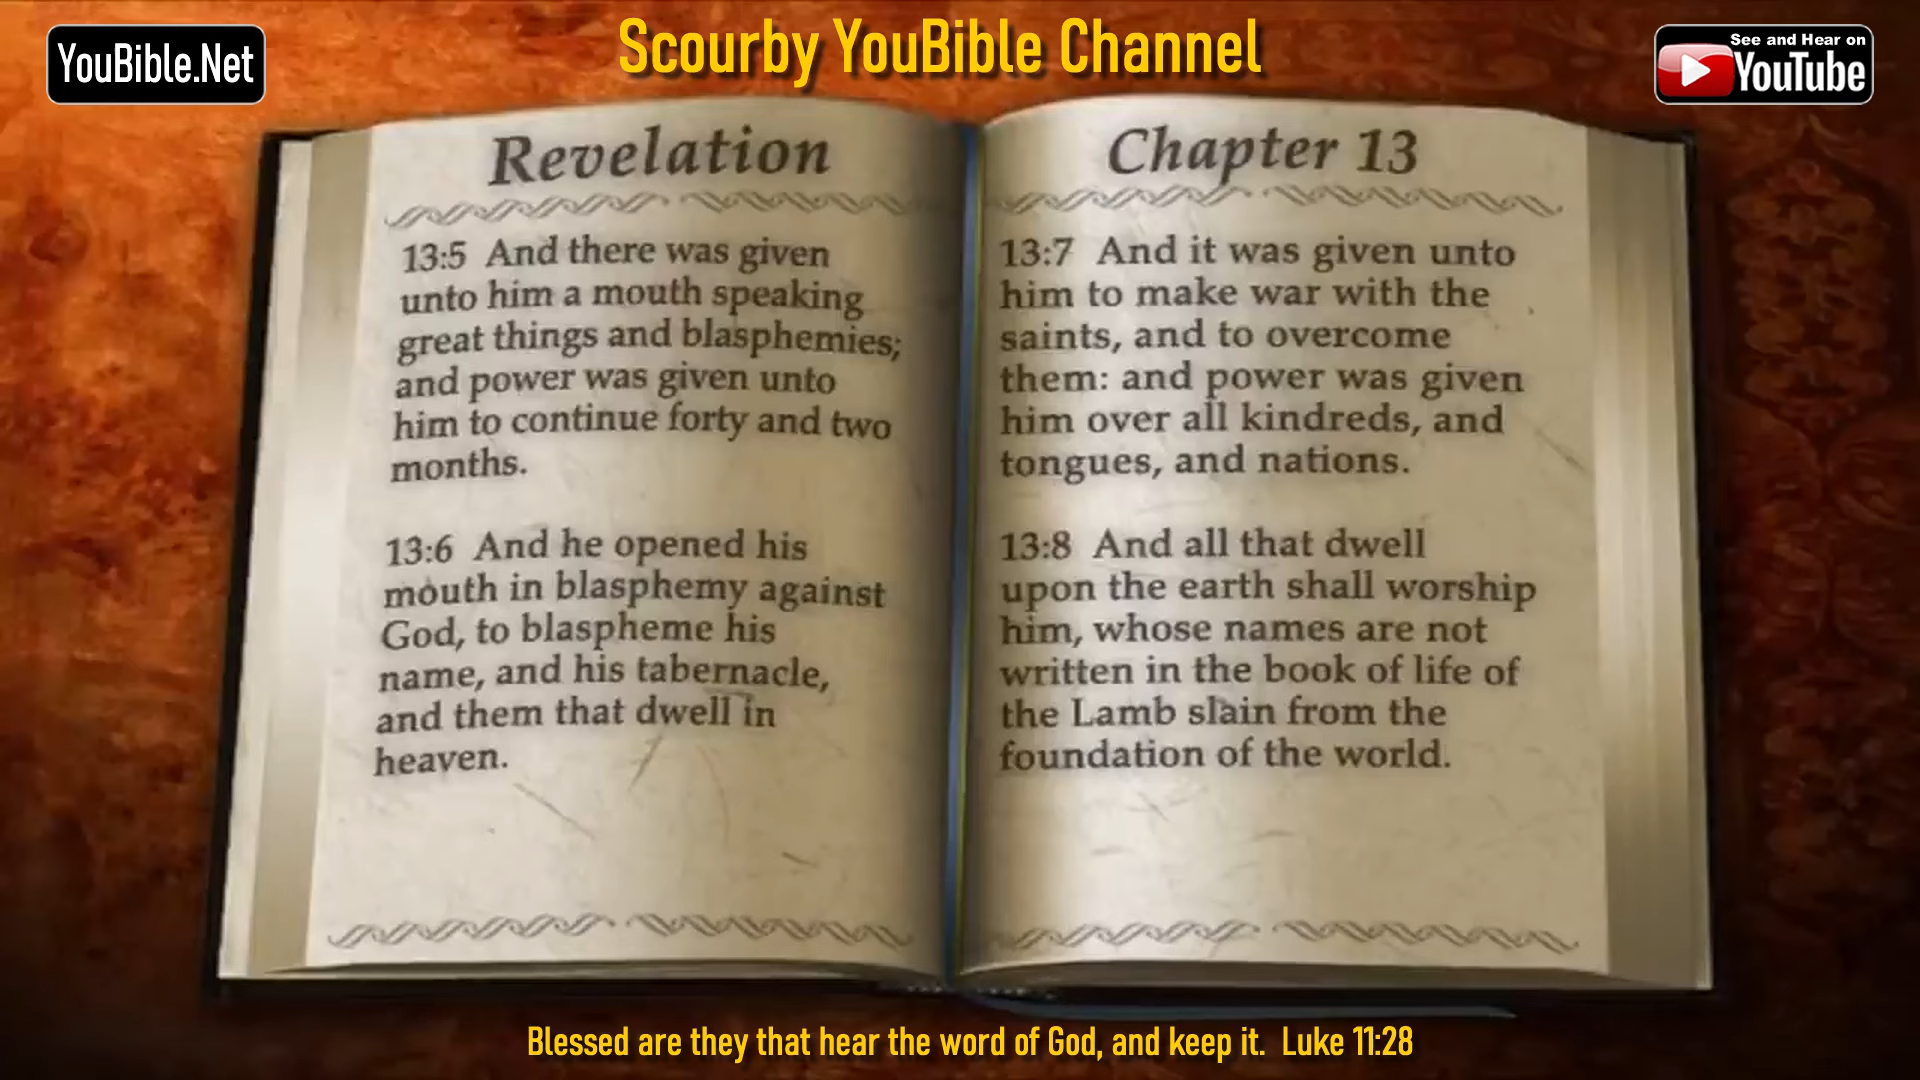 YouBible.Net
Scourby YouBible Channel
See and Hear on
YouTube
Revelation
13:5 And there was given
unto him a mouth speaking
great things and blasphemies;
and power was given unto
him to continue forty and two
months.
13:6 And he opened his
mouth in blasphemy against
God, to blaspheme his
name, and his tabernacle,
and them that dwell in
heaven.
Chapter 13
13:7 And it was given unto
him to make war with the
saints, and to overcome
them: and power was given
him over all kindreds, and
tongues, and nations.
13:8 And all that dwell
upon the earth shall worship
him, whose names are not
written in the book of life of
the Lamb slain from the
foundation of the world.
Blessed are they that hear the word of God, and keep it. Luke 11:28